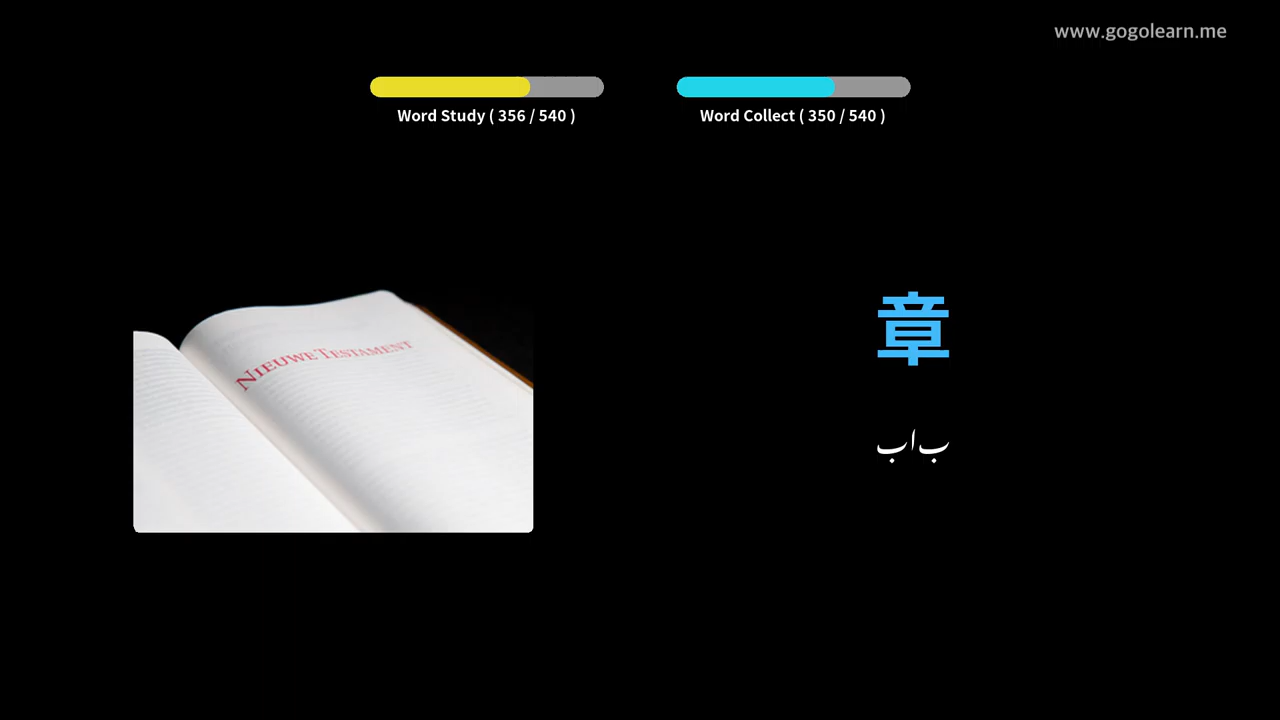 www.gogolearn.me
Word Study ( 356 / 540 )
Word Collect ( 350 / 540 )
NIEUWE TESTAMENT
章
باب